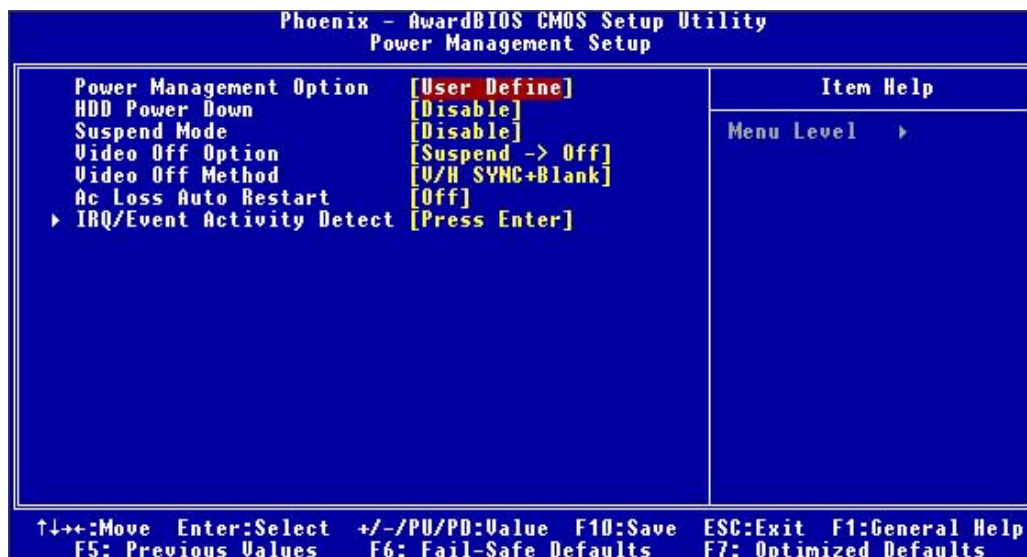 Phoenix - AwardBIOS CMOS Setup Utility
Power Management Setup
Power Management Option [User Define]
HDD Power Down [Disable]
Suspend Mode [Disable]
Video Off Option [Suspend -> Off]
Video Off Method [V/H SYNC+Blank]
Ac Loss Auto Restart [Off]
▸ IRQ/Event Activity Detect [Press Enter]
Item Help
Menu Level ▸
↑↓→←:Move Enter:Select +/-/PU/PD:Value F10:Save ESC:Exit F1:General Help
F5: Previous Values F6: Fail-Safe Defaults F7: Optimized Defaults